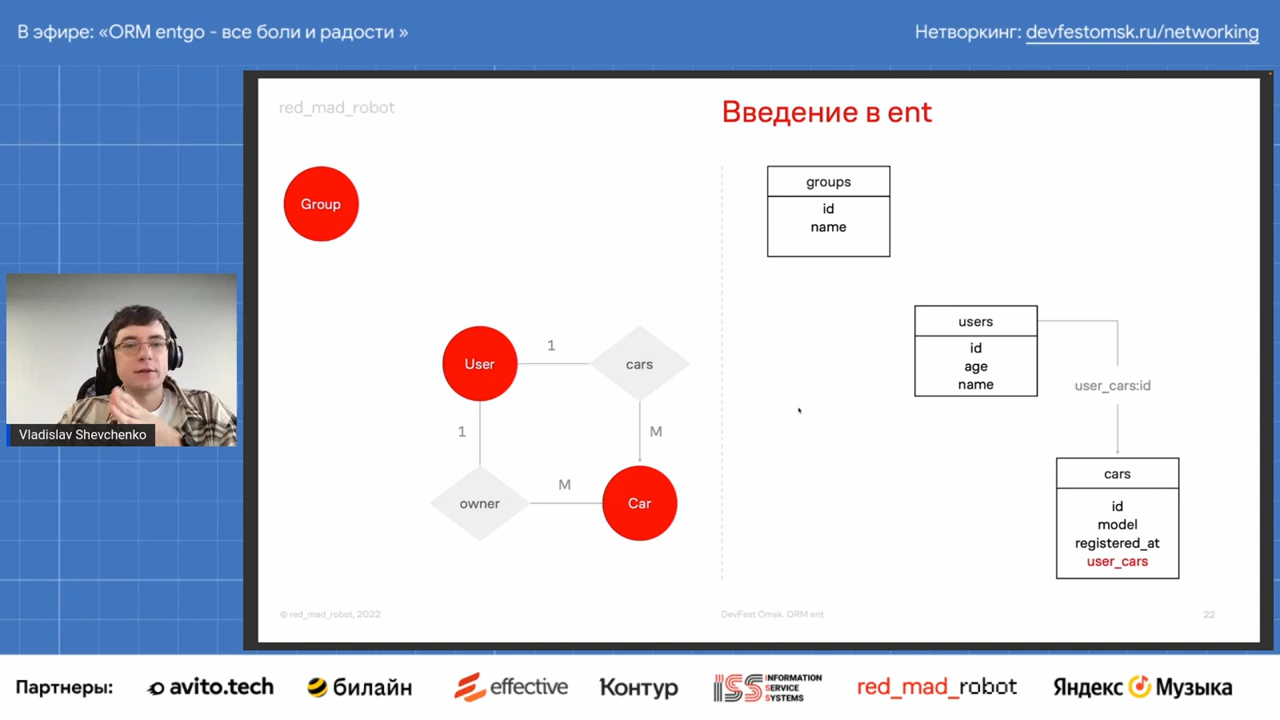 В эфире: «ORM entgo - все боли и радости »
Нетворкинг: devfestomsk.ru/networking
red_mad_robot
Введение в ent
Group
groups
id
name
User
1
cars
1
M
owner
M
Car
users
id
age
name
user_cars:id
cars
id
model
registered_at
user_cars
Vladislav Shevchenko
© red_mad_robot, 2022
DevFest Omsk. ORM ent
22
Партнеры:
avito.tech
билайн
effective
Контур
ISS INFORMATION
SERVICE
SYSTEMS
red_mad_robot
Яндекс Музыка